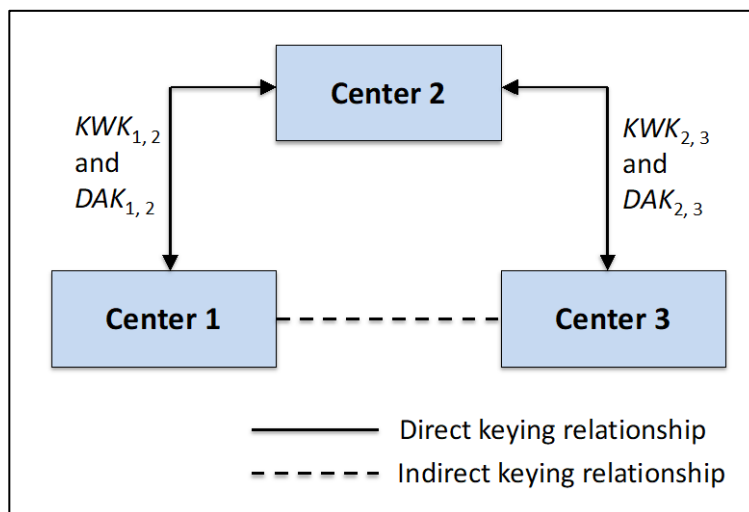 Center 2
KWK1, 2
and
DAK1, 2
KWK2, 3
and
DAK2, 3
Center 1
Center 3
Direct keying relationship
Indirect keying relationship